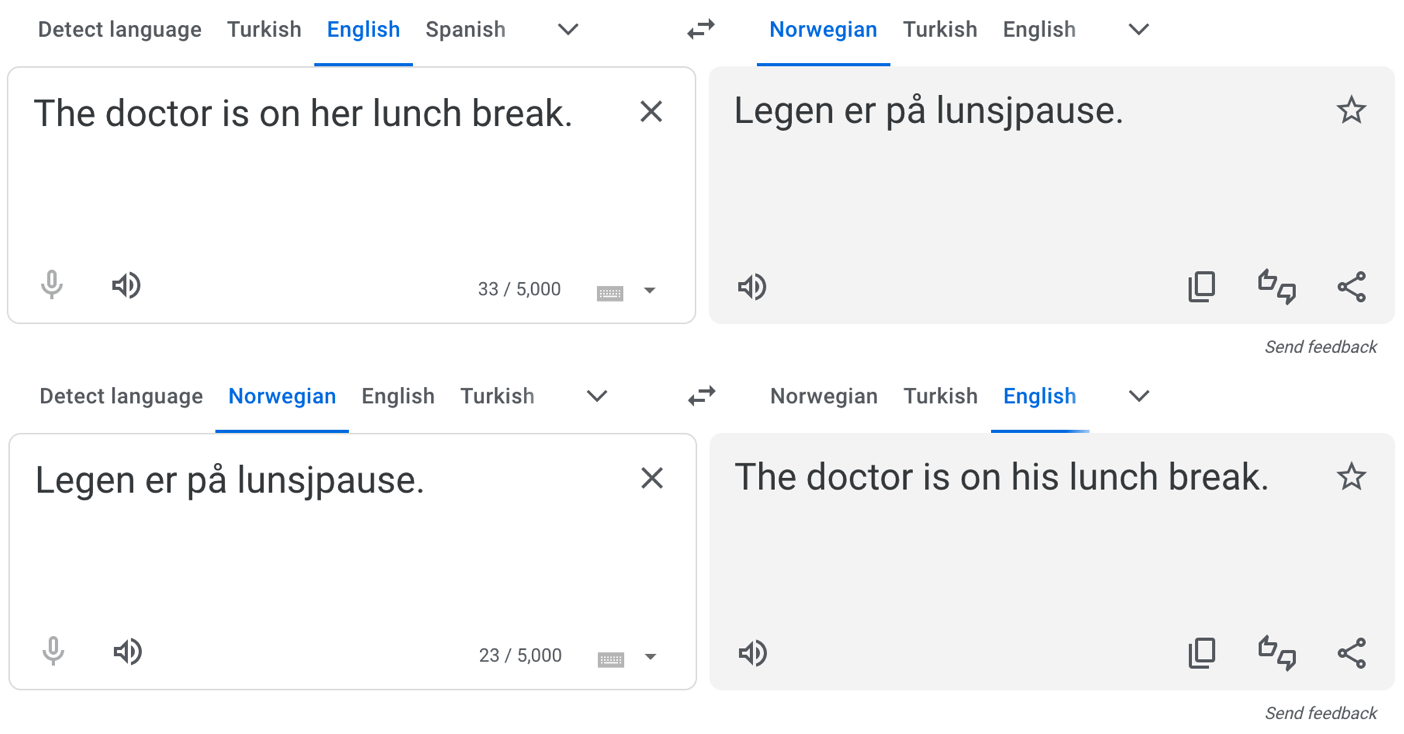 Detect language Turkish English Spanish Norwegian Turkish English
The doctor is on her lunch break. Legen er på lunsjpause.
33 / 5,000
Send feedback
Detect language Norwegian English Turkish Norwegian Turkish English
Legen er på lunsjpause. The doctor is on his lunch break.
23 / 5,000
Send feedback